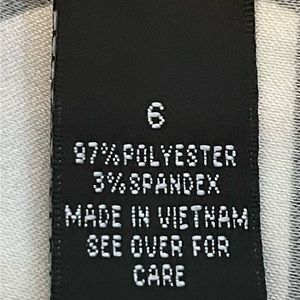 6
97%POLYESTER
3%SPANDEX
MADE IN VIETNAM
SEE OVER FOR
CARE